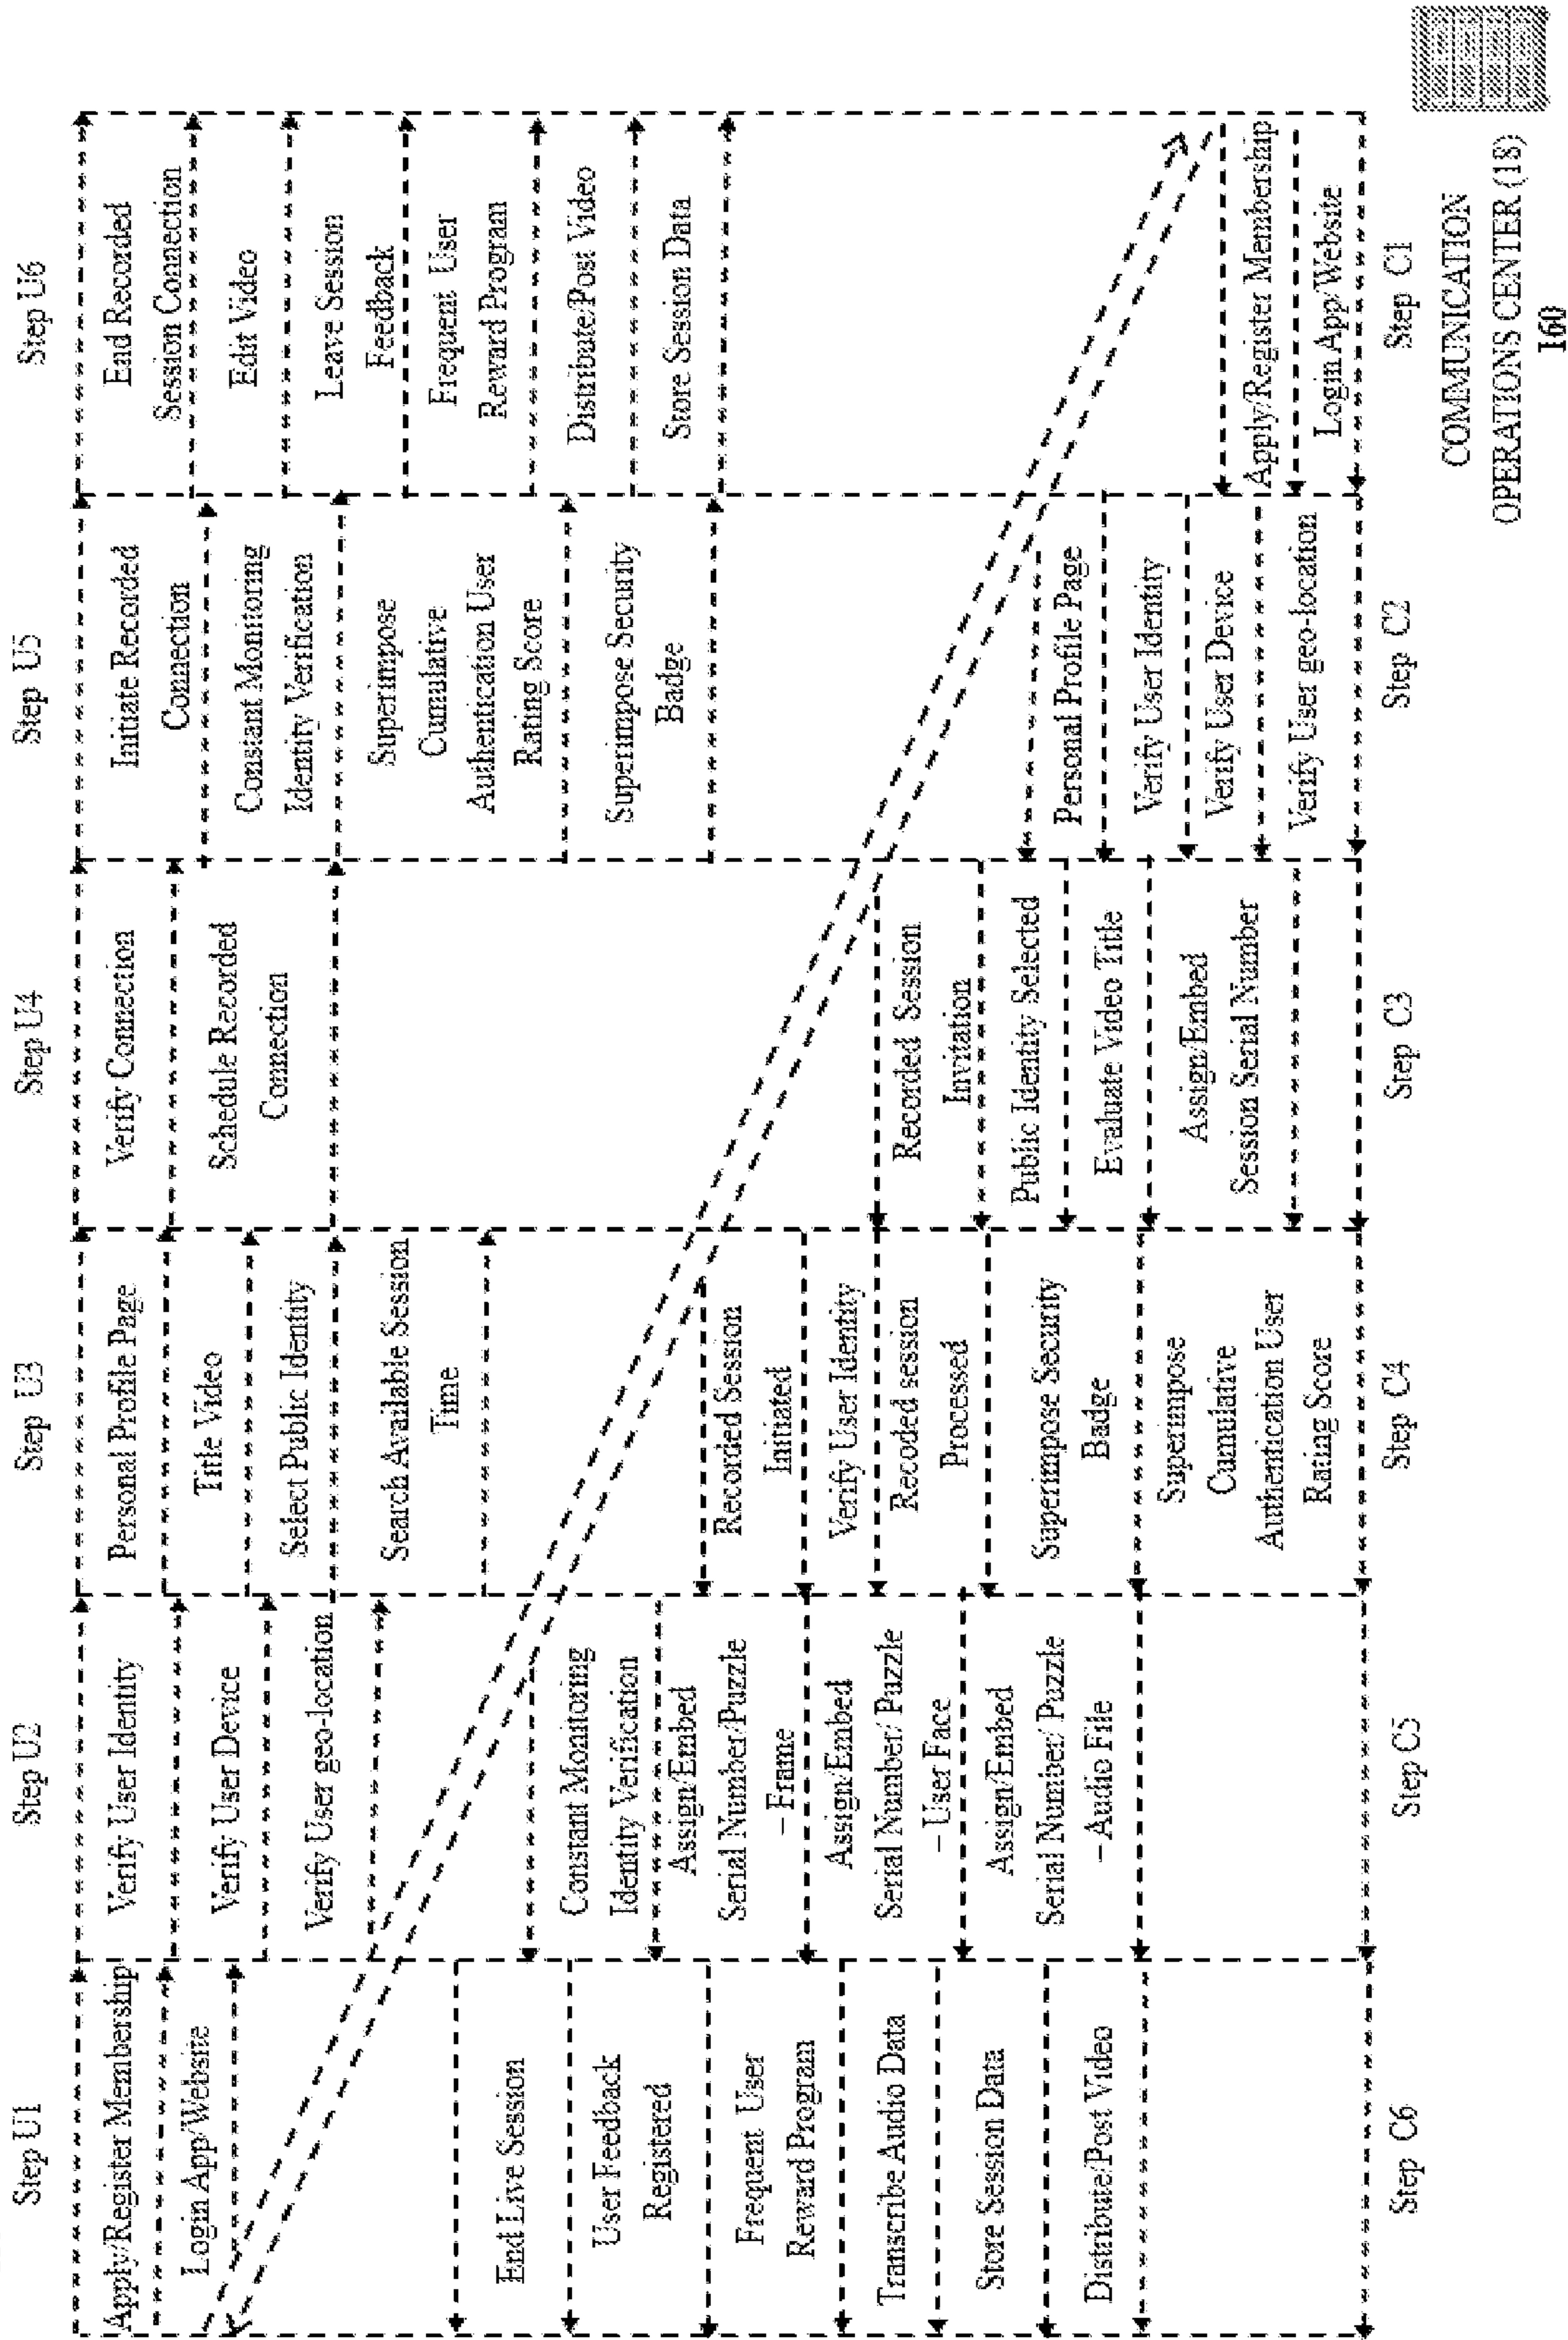 Step U1
Apply/Register Membership
Login App/Website
Step U2
Verify User Identity
Verify User Device
Verify User geo-location
Step U3
Personal Profile Page
Title Video
Select Public Identity
Search Available Session
Time
Step U4
Verify Connection
Schedule Recorded
Connection
Step U5
Initiate Recorded
Connection
Constant Monitoring
Identity Verification
Superimpose
Cumulative
Authentication User
Rating Score
Superimpose Security
Badge
Step U6
End Recorded
Session Connection
Edit Video
Leave Session
Feedback
Frequent User
Reward Program
Distribute/Post Video
Store Session Data
End Live Session
User Feedback
Registered
Frequent User
Reward Program
Transcribe Audio Data
Store Session Data
Distribute/Post Video
Step C6
Constant Monitoring
Identity Verification
Assign/Embed
Serial Number/Puzzle
– Frame
Assign/Embed
Serial Number/ Puzzle
– User Face
Assign/Embed
Serial Number/ Puzzle
– Audio File
Step C5
Recorded Session
Initiated
Verify User Identity
Recoded session
Processed
Superimpose Security
Badge
Superimpose
Cumulative
Authentication User
Rating Score
Step C4
Recorded Session
Invitation
Public Identity Selected
Evaluate Video Title
Assign/Embed
Session Serial Number
Step C3
Personal Profile Page
Verify User Identity
Verify User Device
Verify User geo-location
Step C2
Apply/Register Membership
Login App/Website
Step C1
COMMUNICATION
OPERATIONS CENTER (18)
160